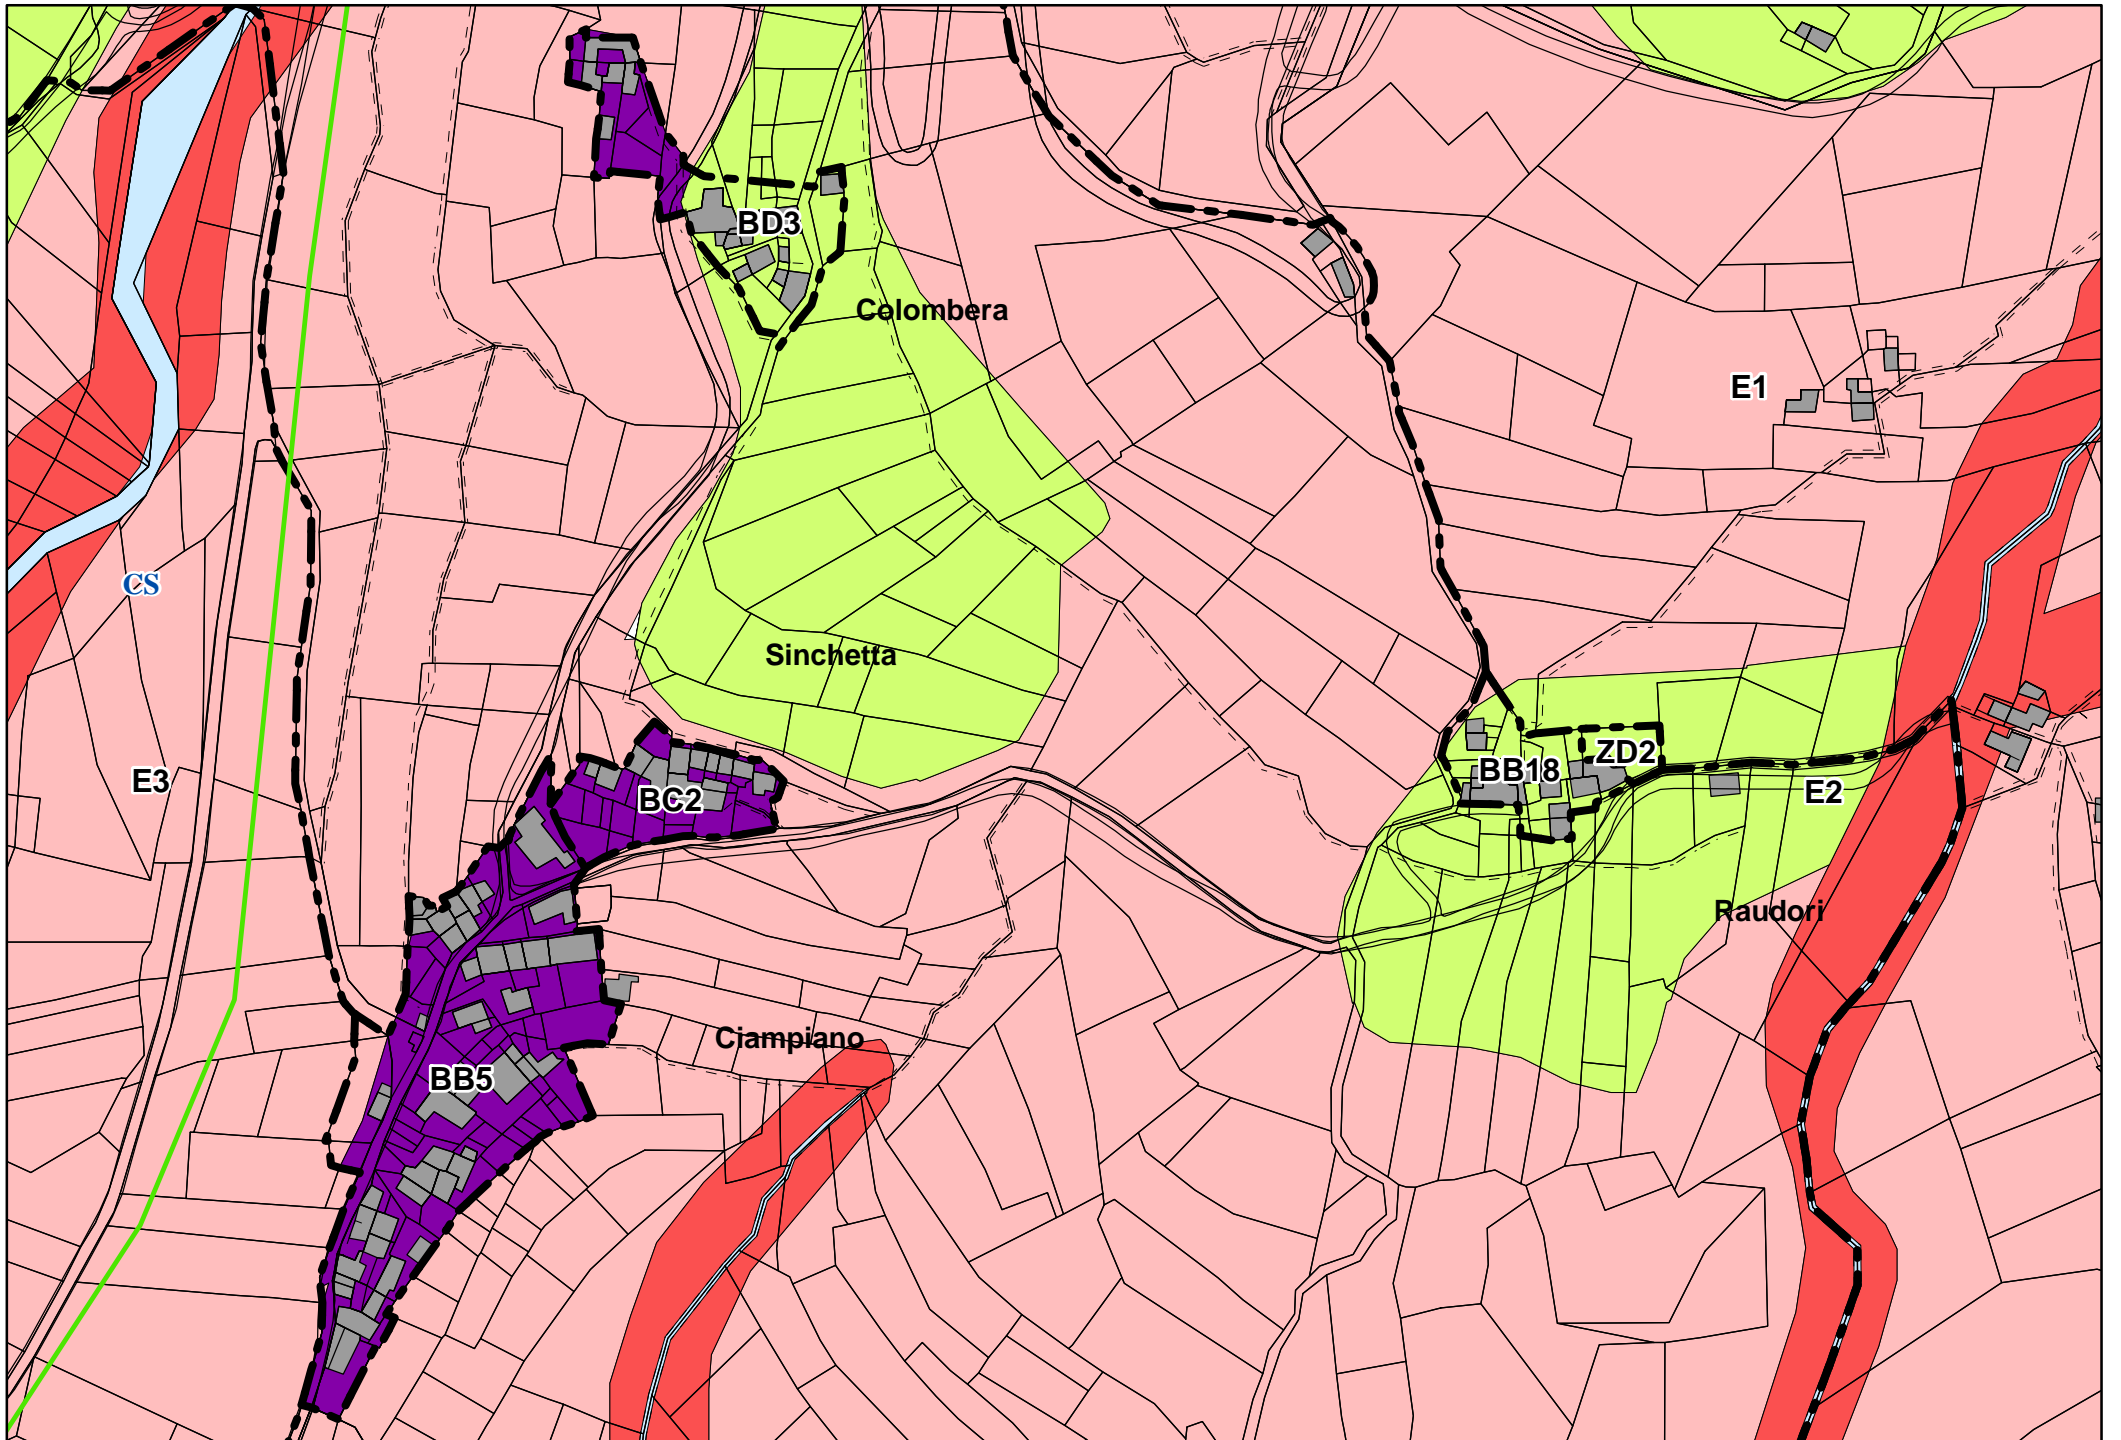 BD3
Colombera
E1
CS
Sinchetta
ZD2
E3
BB18
BC2
E2
Raudori
Ciampiano
BB5